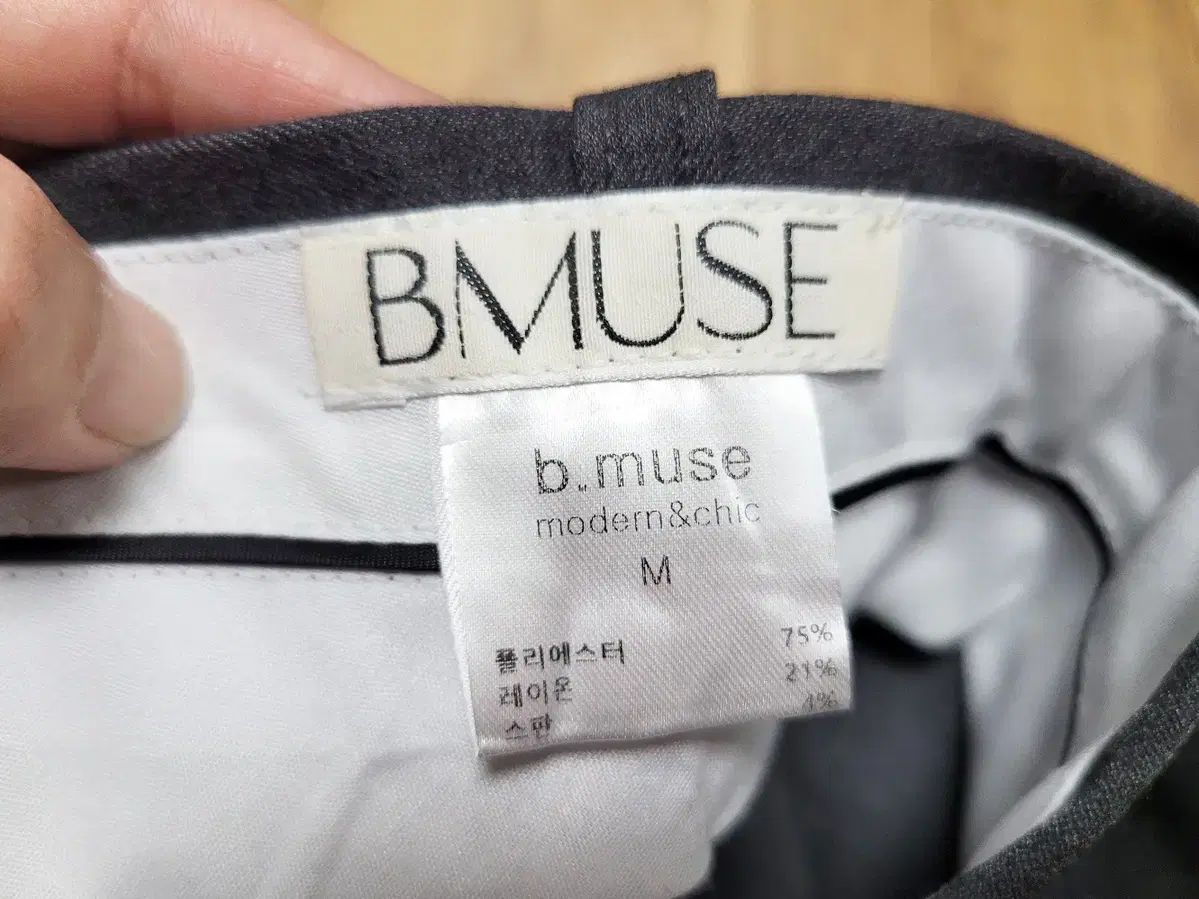 BMUSE
b.muse
modern&chic
M
폴리에스터 75%
레이온 21%
스판 4%